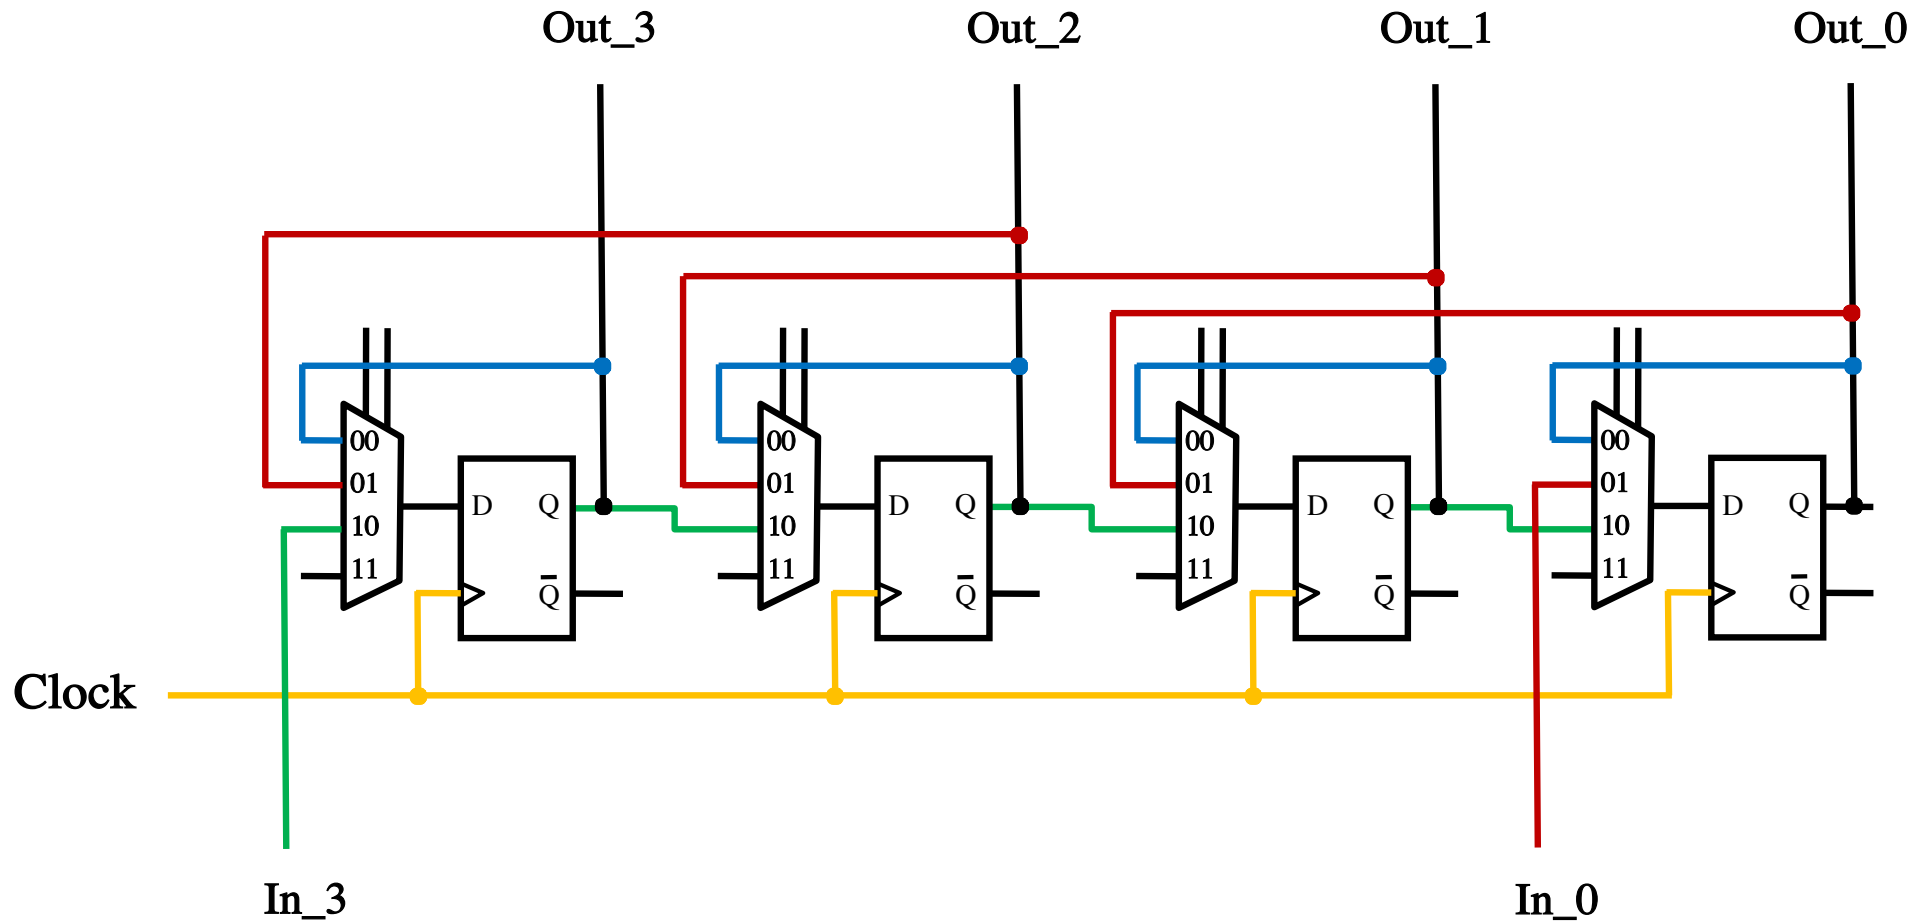 Out_3 Out_2 Out_1 Out_0
00 00 00 00
01 01 01 01
D Q D Q D Q D Q
10 10 10 10
11 11 11 11
Q̅ Q̅ Q̅ Q̅
Clock
In_3 In_0